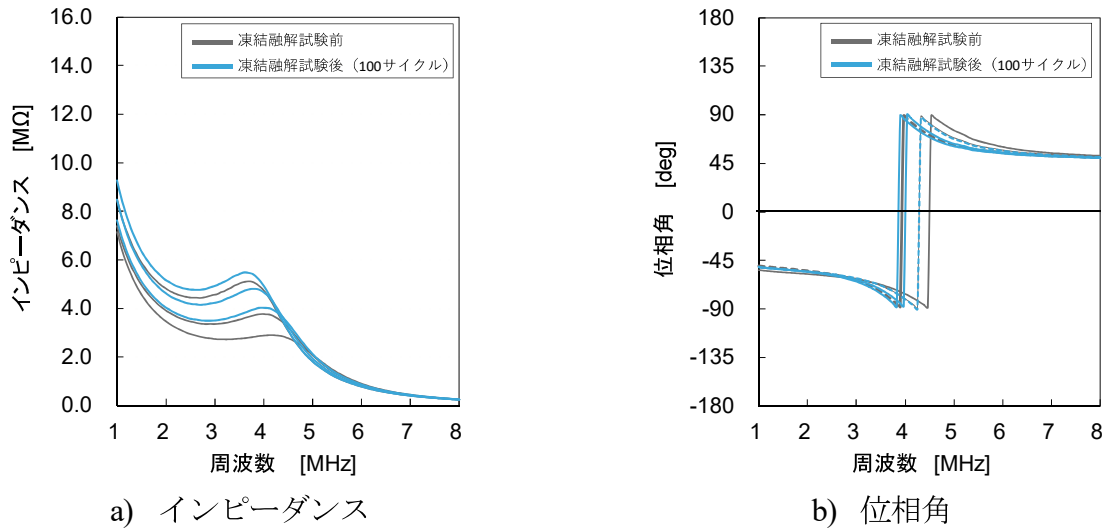 16.0
14.0
12.0
10.0
8.0
6.0
4.0
2.0
0.0
インピーダンス [MΩ]
凍結融解試験前
凍結融解試験後（100サイクル）
1 2 3 4 5 6 7 8
周波数 [MHz]
a) インピーダンス
180
135
90
45
0
-45
-90
-135
-180
位相角 [deg]
凍結融解試験前
凍結融解試験後（100サイクル）
1 2 3 4 5 6 7 8
周波数 [MHz]
b) 位相角